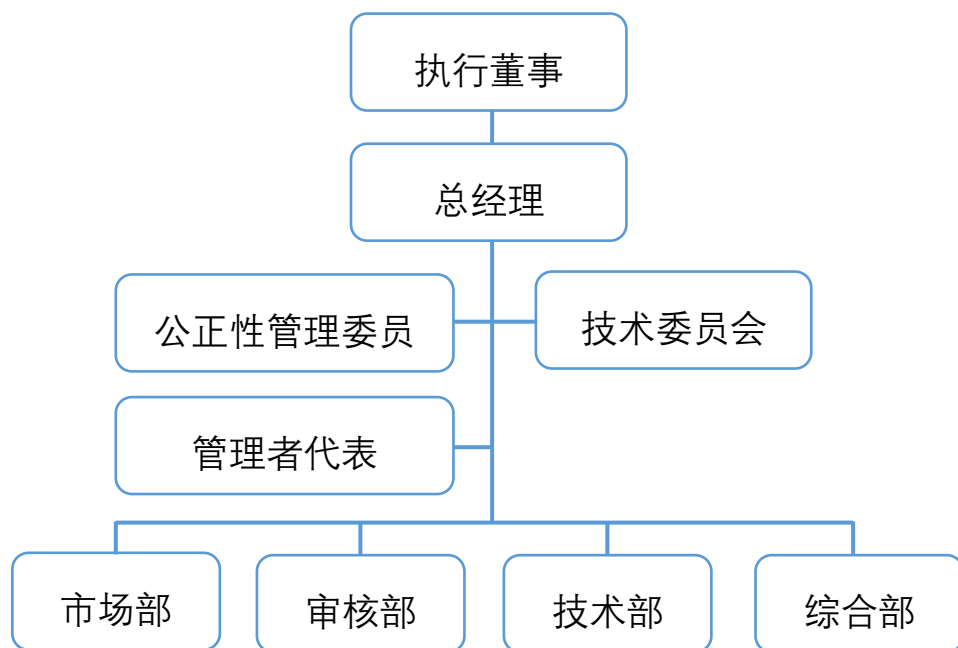 执行董事
总经理
公正性管理委员
技术委员会
管理者代表
市场部
审核部
技术部
综合部